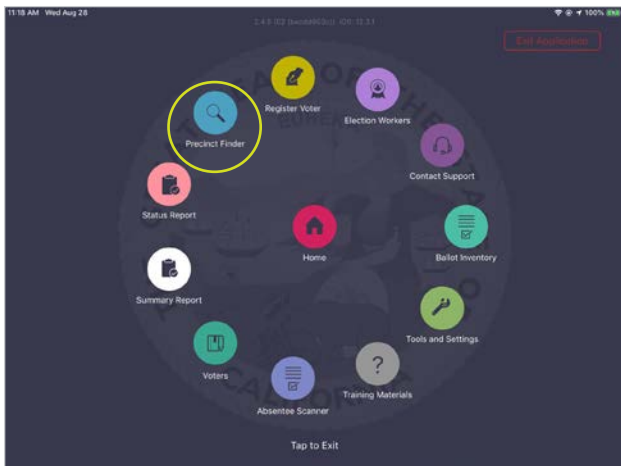 11:18 AM Wed Aug 28
100%
Exit Application
Register Voter
Election Workers
Precinct Finder
Contact Support
Status Report
Home
Ballot Inventory
Summary Report
Tools and Settings
Voters
?
Training Materials
Absentee Scanner
CALIFORNIA
Tap to Exit